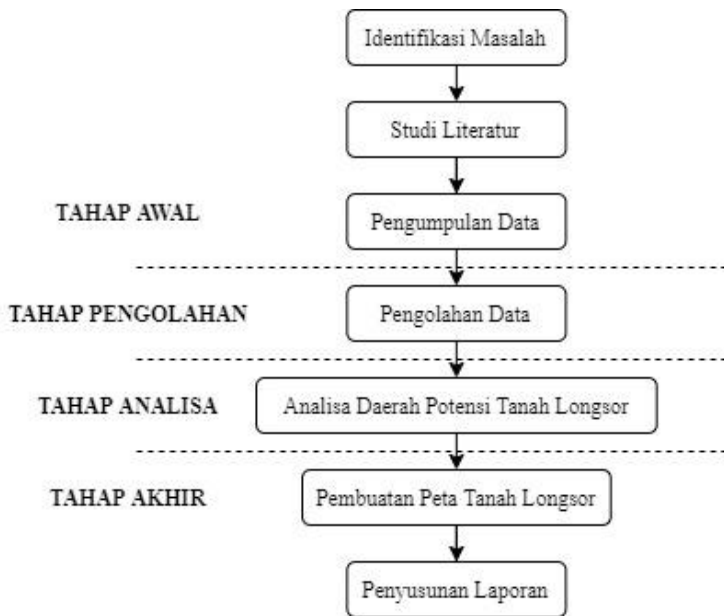 Identifikasi Masalah
Studi Literatur
TAHAP AWAL
Pengumpulan Data
TAHAP PENGOLAHAN
Pengolahan Data
TAHAP ANALISA
Analisa Daerah Potensi Tanah Longsor
TAHAP AKHIR
Pembuatan Peta Tanah Longsor
Penyusunan Laporan